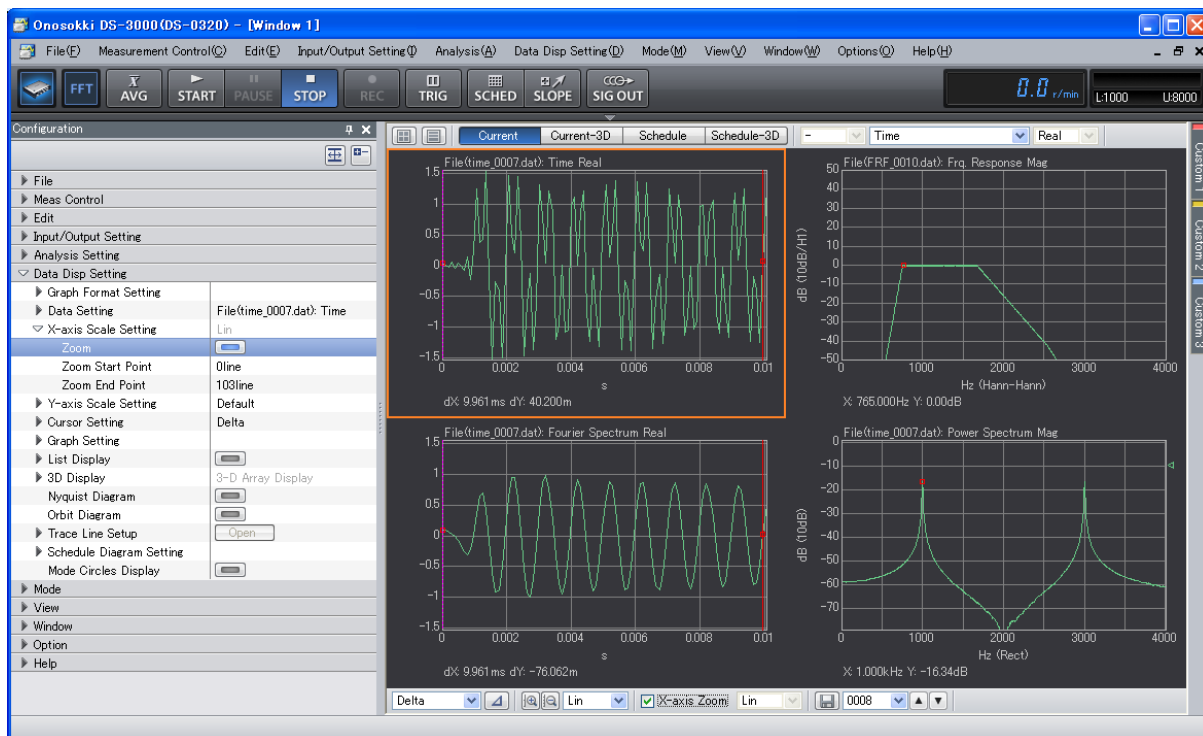 Onosokki DS-3000(DS-0320) - [Window 1]
File(F) Measurement Control(C) Edit(E) Input/Output Setting(I) Analysis(A) Data Disp Setting(D) Mode(M) View(V) Window(W) Options(O) Help(H)
FFT X AVG START PAUSE STOP REC TRIG SCHED SLOPE SIG OUT 0.0 r/min L:1000 U:8000
Configuration
Current Current-3D Schedule Schedule-3D - Time Real
File
Meas Control
Edit
Input/Output Setting
Analysis Setting
Data Disp Setting
Graph Format Setting
Data Setting File(time_0007.dat): Time
X-axis Scale Setting Lin
Zoom
Zoom Start Point 0line
Zoom End Point 103line
Y-axis Scale Setting Default
Cursor Setting Delta
Graph Setting
List Display
3D Display 3-D Array Display
Nyquist Diagram
Orbit Diagram
Trace Line Setup Open
Schedule Diagram Setting
Mode Circles Display
Mode
View
Window
Option
Help
File(time_0007.dat): Time Real
1.5
1
0.5
0
-0.5
-1
-1.5
0 0.002 0.004 0.006 0.008 0.01
s
dX: 9.961 ms dY: 40.200m
File(FRF_0010.dat): Frq. Response Mag
50
40
30
20
10
0
-10
-20
-30
-40
-50
dB (10dB/H1)
0 1000 2000 3000 4000
Hz (Hann-Hann)
X: 765.000Hz Y: 0.00dB
File(time_0007.dat): Fourier Spectrum Real
1.5
1
0.5
0
-0.5
-1
-1.5
0 0.002 0.004 0.006 0.008 0.01
s
dX: 9.961 ms dY: -76.062m
File(time_0007.dat): Power Spectrum Mag
0
-10
-20
-30
-40
-50
-60
-70
dB (10dB)
0 1000 2000 3000 4000
Hz (Rect)
X: 1.000kHz Y: -16.34dB
Custom 1
Custom 2
Custom 3
Delta Lin X-axis Zoom Lin 0008